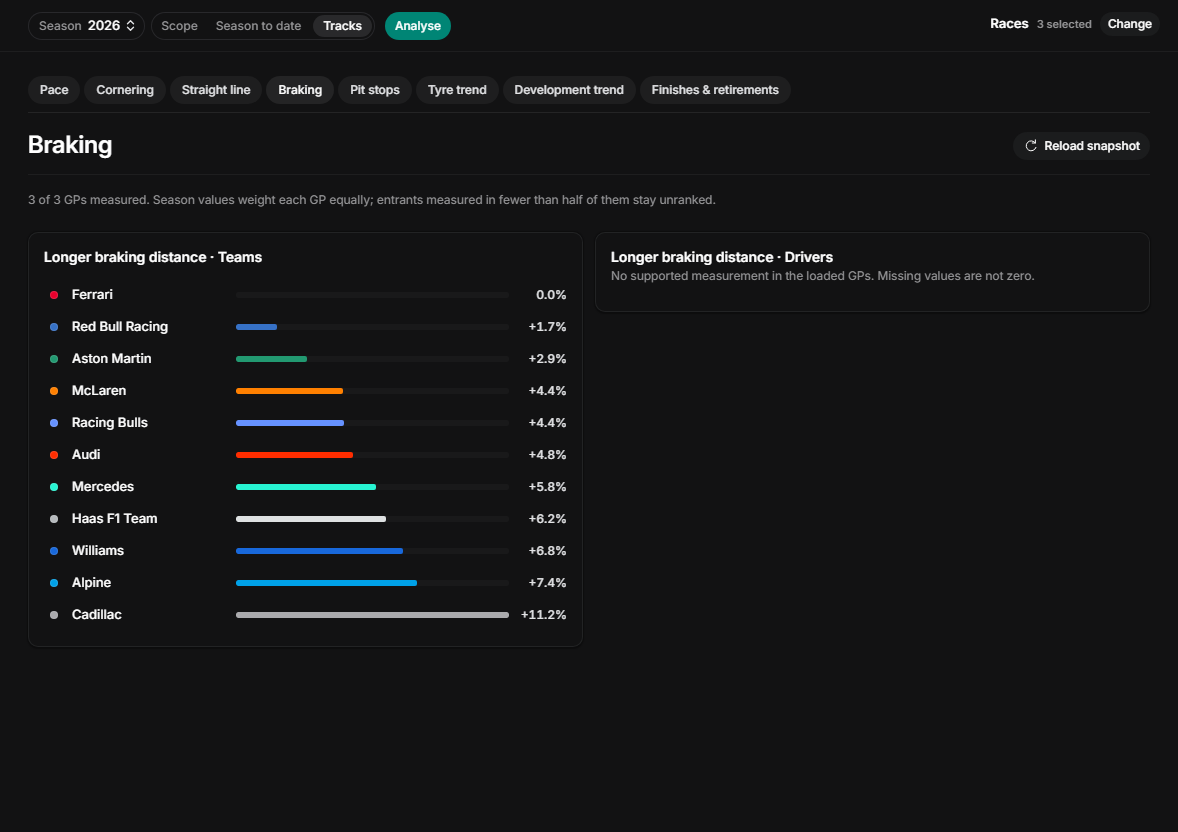 Season 2026 Scope Season to date Tracks Analyse Races 3 selected Change
Pace Cornering Straight line Braking Pit stops Tyre trend Development trend Finishes & retirements
Braking Reload snapshot
3 of 3 GPs measured. Season values weight each GP equally; entrants measured in fewer than half of them stay unranked.
Longer braking distance · Teams
Ferrari 0.0%
Red Bull Racing +1.7%
Aston Martin +2.9%
McLaren +4.4%
Racing Bulls +4.4%
Audi +4.8%
Mercedes +5.8%
Haas F1 Team +6.2%
Williams +6.8%
Alpine +7.4%
Cadillac +11.2%
Longer braking distance · Drivers
No supported measurement in the loaded GPs. Missing values are not zero.